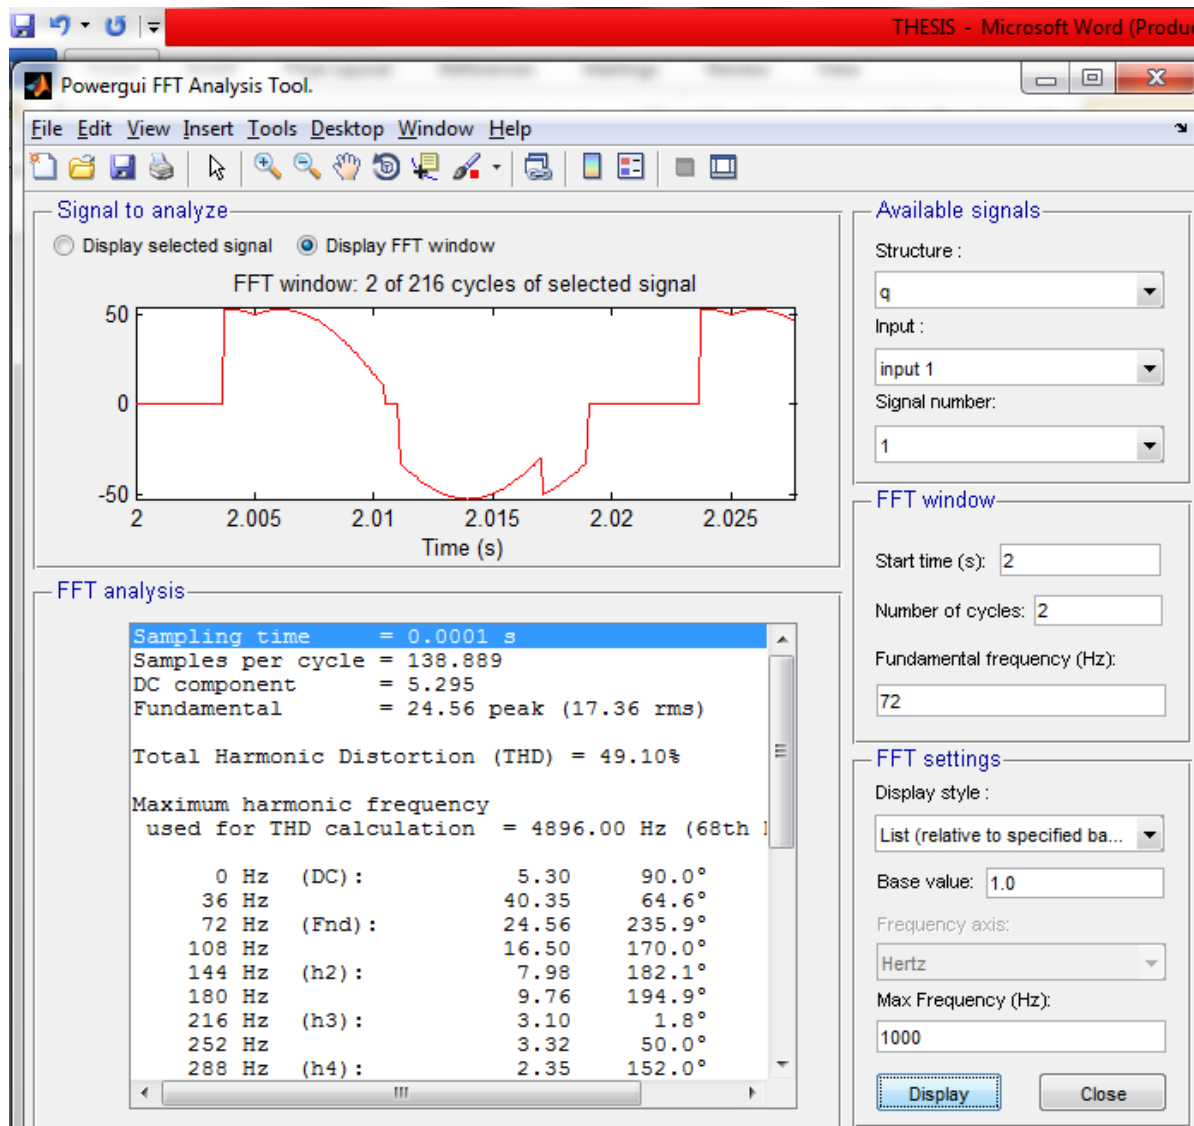 THESIS - Microsoft Word (Produ
Powergui FFT Analysis Tool.
File Edit View Insert Tools Desktop Window Help
Signal to analyze
Display selected signal Display FFT window
FFT window: 2 of 216 cycles of selected signal
50
0
-50
2 2.005 2.01 2.015 2.02 2.025
Time (s)
FFT analysis
Sampling time = 0.0001 s
Samples per cycle = 138.889
DC component = 5.295
Fundamental = 24.56 peak (17.36 rms)
Total Harmonic Distortion (THD) = 49.10%
Maximum harmonic frequency
used for THD calculation = 4896.00 Hz (68th
0 Hz (DC): 5.30 90.0°
36 Hz 40.35 64.6°
72 Hz (Fnd): 24.56 235.9°
108 Hz 16.50 170.0°
144 Hz (h2): 7.98 182.1°
180 Hz 9.76 194.9°
216 Hz (h3): 3.10 1.8°
252 Hz 3.32 50.0°
288 Hz (h4): 2.35 152.0°
Available signals
Structure :
q
Input :
input 1
Signal number:
1
FFT window
Start time (s): 2
Number of cycles: 2
Fundamental frequency (Hz):
72
FFT settings
Display style :
List (relative to specified ba...
Base value: 1.0
Frequency axis:
Hertz
Max Frequency (Hz):
1000
Display Close